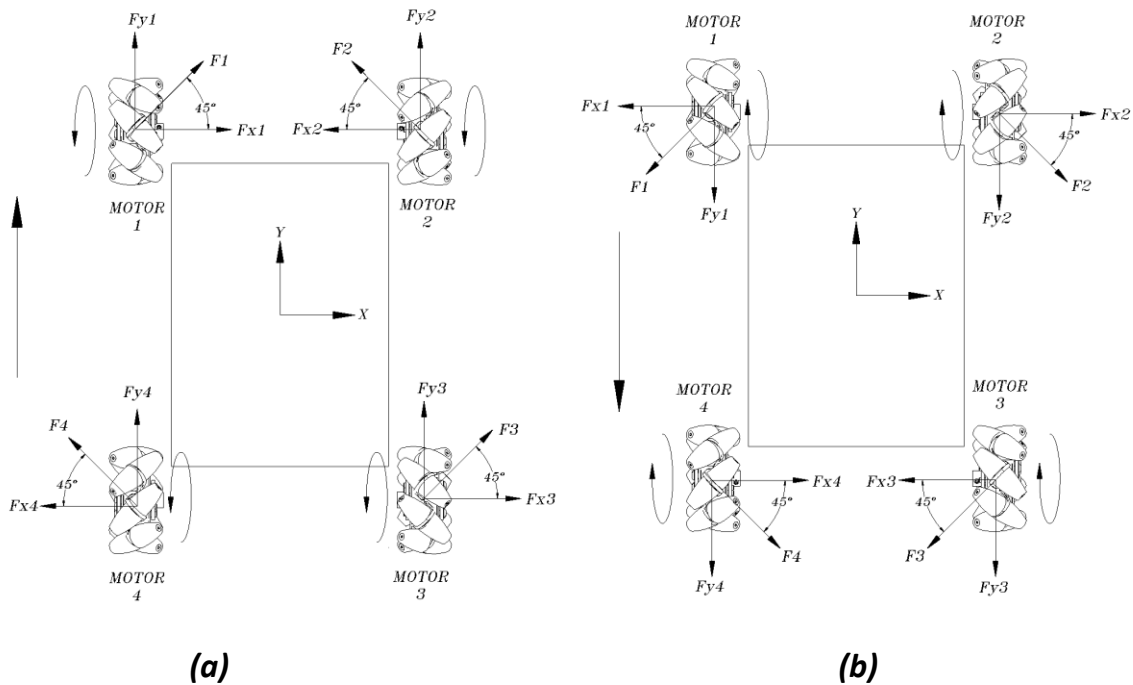 Fy1
F1
45°
Fx1
MOTOR
1
Fy2
F2
45°
Fx2
MOTOR
2
Y
X
Fy4
F4
45°
Fx4
MOTOR
4
Fy3
F3
45°
Fx3
MOTOR
3
(a)
MOTOR
1
Fx1
45°
F1
Fy1
MOTOR
2
Fx2
45°
F2
Fy2
Y
X
MOTOR
4
Fx4
45°
F4
Fy4
MOTOR
3
Fx3
45°
F3
Fy3
(b)